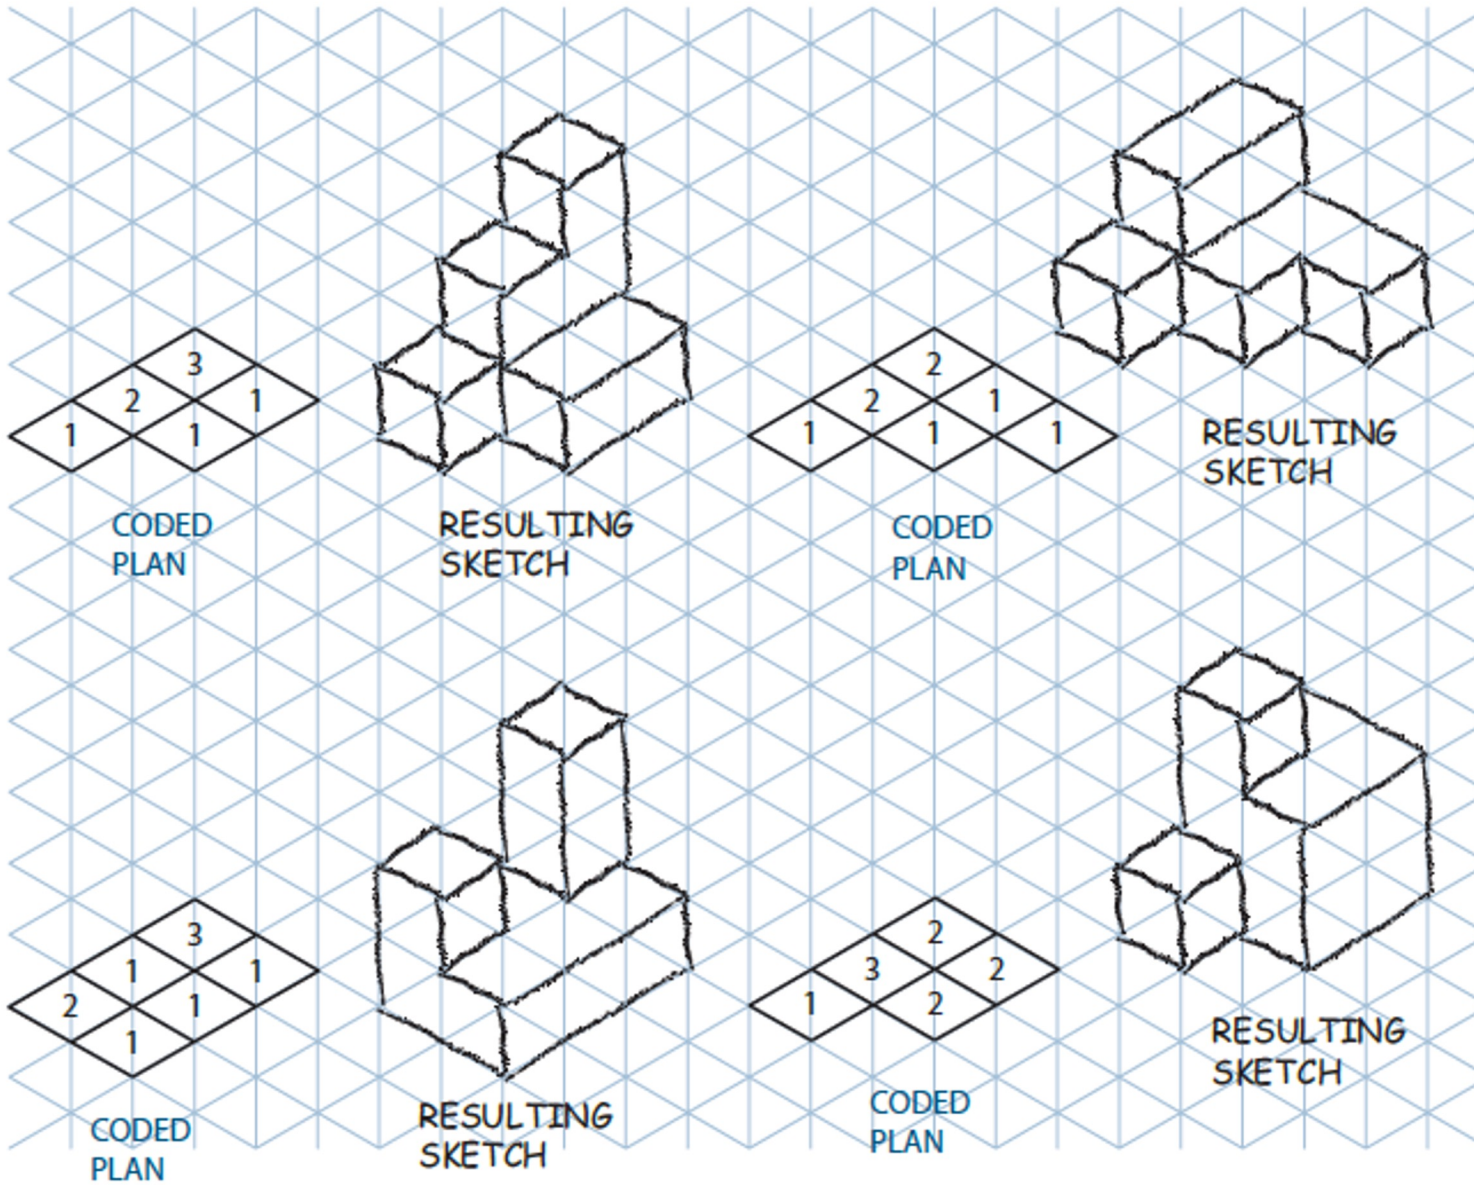 3
2 1
1 1
CODED
PLAN
RESULTING
SKETCH
2
2 1
1 1 1
CODED
PLAN
RESULTING
SKETCH
3
1 1
2 1
1
CODED
PLAN
RESULTING
SKETCH
2
3 2
1 2
CODED
PLAN
RESULTING
SKETCH